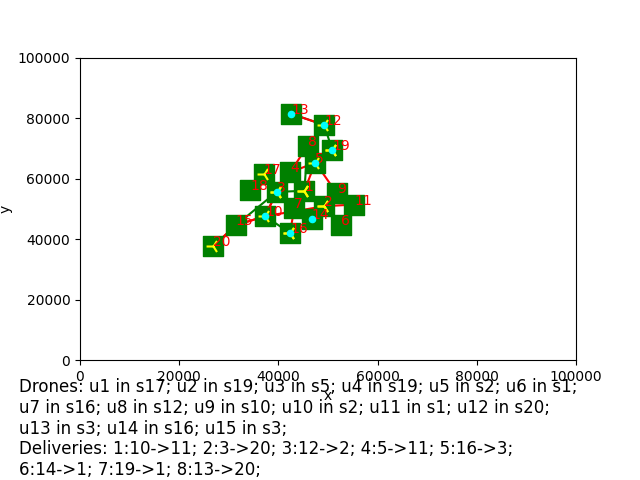 100000
80000
60000
40000
20000
0
y
0 20000 40000 60000 80000 100000
x
Drones: u1 in s17; u2 in s19; u3 in s5; u4 in s19; u5 in s2; u6 in s1;
u7 in s16; u8 in s12; u9 in s10; u10 in s2; u11 in s1; u12 in s20;
u13 in s3; u14 in s16; u15 in s3;
Deliveries: 1:10->11; 2:3->20; 3:12->2; 4:5->11; 5:16->3;
6:14->1; 7:19->1; 8:13->20;